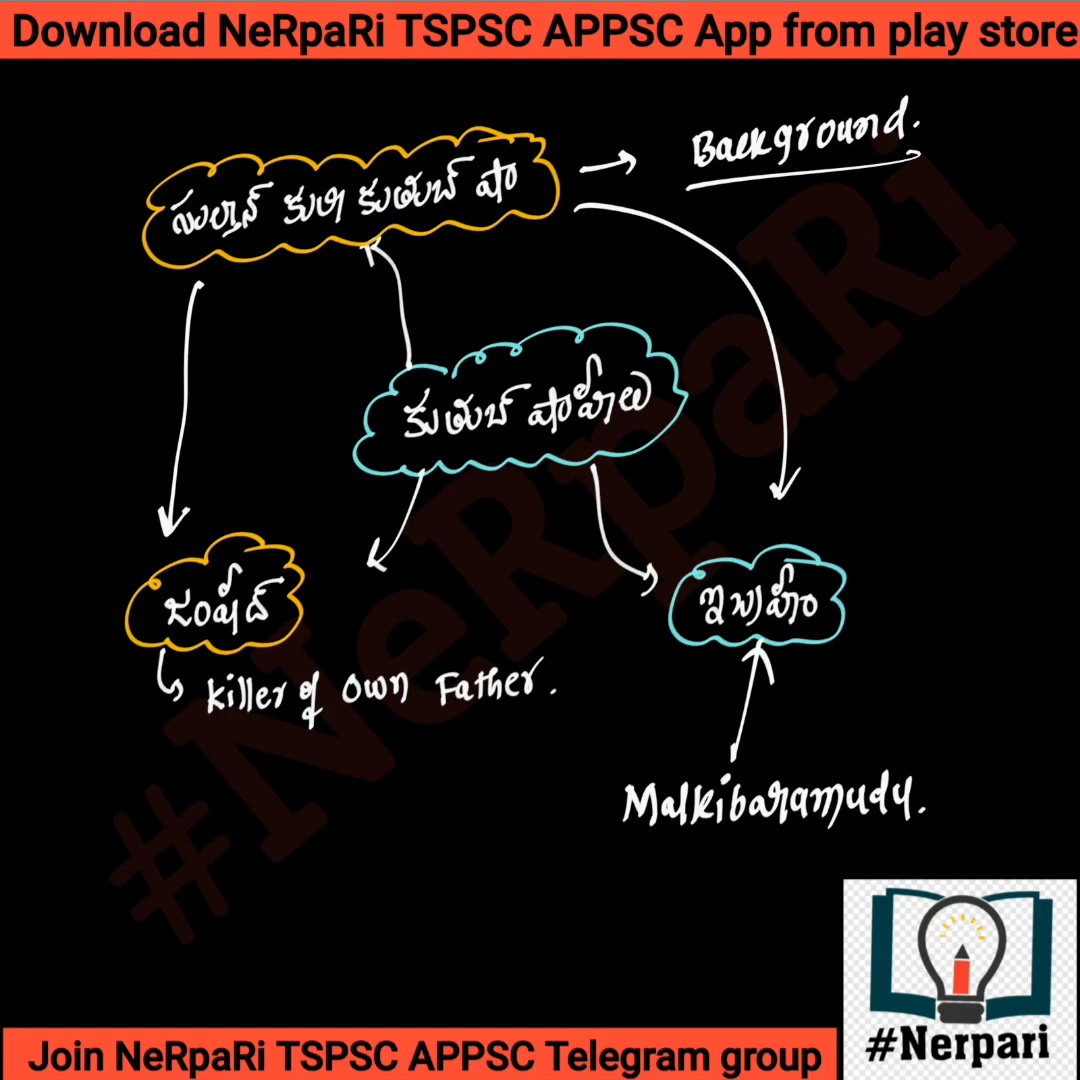 Download NeRpaRi TSPSC APPSC App from play store
Background.
సుల్తాన్ కులీ కుతుబ్ షా
కుతుబ్ షాహీలు
జంషీద్
ఇబ్రహీం
killer of own Father.
Malkibaramudu.
#NeRpaRi
#Nerpari
Join NeRpaRi TSPSC APPSC Telegram group